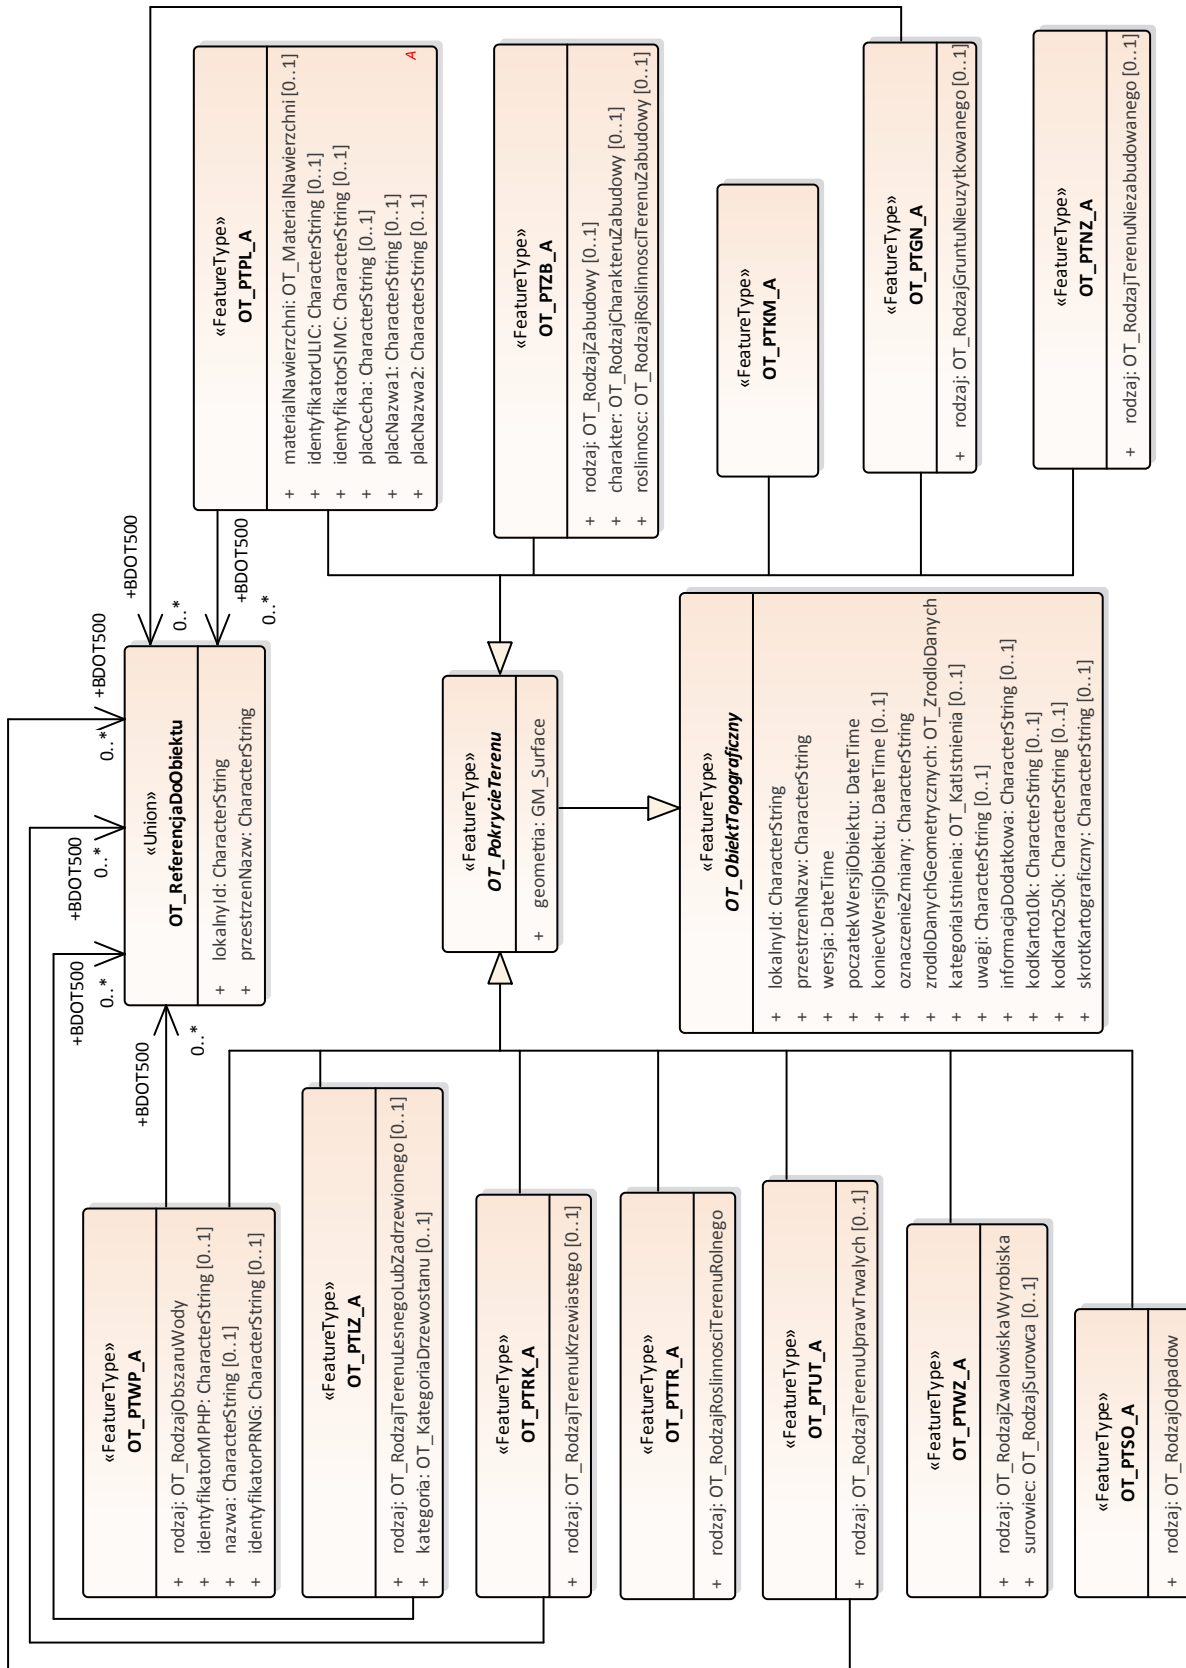 «FeatureType»
OT_PTWP_A
+ rodzaj: OT_RodzajObszaruWody
+ identyfikatorMPHP: CharacterString [0..1]
+ nazwa: CharacterString [0..1]
+ identyfikatorPRNG: CharacterString [0..1]
«FeatureType»
OT_PTLZ_A
+ rodzaj: OT_RodzajTerenuLesnegoLubZadrzewionego [0..1]
+ kategoria: OT_KategoriaDrzewostanu [0..1]
«FeatureType»
OT_PTRK_A
+ rodzaj: OT_RodzajTerenuKrzewiastego [0..1]
«FeatureType»
OT_PTTR_A
+ rodzaj: OT_RodzajRoslinnosciTerenuRolnego
«FeatureType»
OT_PTUT_A
+ rodzaj: OT_RodzajTerenuUprawTrwalych [0..1]
«FeatureType»
OT_PTWZ_A
+ rodzaj: OT_RodzajZwalowiskaWyrobiska
+ surowiec: OT_RodzajSurowca [0..1]
«FeatureType»
OT_PTSO_A
+ rodzaj: OT_RodzajOdpadow
+BDOT500
0..*
+BDOT500
0..*
+BDOT500
0..*
+BDOT500
0..*
+BDOT500
0..*
+BDOT500
0..*
«Union»
OT_ReferencjaDoObiektu
+ lokalnyId: CharacterString
+ przestrzenNazw: CharacterString
«FeatureType»
OT_PokrycieTerenu
+ geometria: GM_Surface
«FeatureType»
OT_ObiektTopograficzny
+ lokalnyId: CharacterString
+ przestrzenNazw: CharacterString
+ wersja: DateTime
+ poczatekWersjiObiektu: DateTime
+ koniecWersjiObiektu: DateTime [0..1]
+ oznaczenieZmiany: CharacterString
+ zrodloDanychGeometrycznych: OT_ZrodloDanych
+ kategoriaIstnienia: OT_KatIstnienia [0..1]
+ uwagi: CharacterString [0..1]
+ informacjaDodatkowa: CharacterString [0..1]
+ kodKarto10k: CharacterString [0..1]
+ kodKarto250k: CharacterString [0..1]
+ skrotKartograficzny: CharacterString [0..1]
«FeatureType»
OT_PTPL_A
+ materialNawierzchni: OT_MaterialNawierzchni [0..1]
+ identyfikatorULIC: CharacterString [0..1]
+ identyfikatorSIMC: CharacterString [0..1]
+ placCecha: CharacterString [0..1]
+ placNazwa1: CharacterString [0..1]
+ placNazwa2: CharacterString [0..1]
A
«FeatureType»
OT_PTZB_A
+ rodzaj: OT_RodzajZabudowy [0..1]
+ charakter: OT_RodzajCharakteruZabudowy [0..1]
+ roslinnosc: OT_RodzajRoslinnosciTerenuZabudowy [0..1]
«FeatureType»
OT_PTKM_A
«FeatureType»
OT_PTGN_A
+ rodzaj: OT_RodzajGruntuNieuzytkowanego [0..1]
«FeatureType»
OT_PTNZ_A
+ rodzaj: OT_RodzajTerenuNiezabudowanego [0..1]